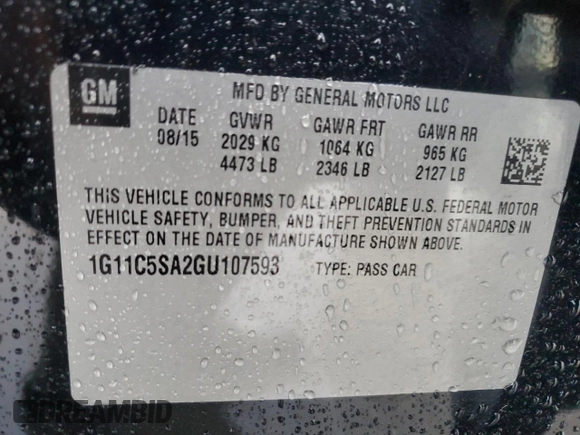 GM
MFD BY GENERAL MOTORS LLC
DATE GVWR GAWR FRT GAWR RR
08/15 2029 KG 1064 KG 965 KG
4473 LB 2346 LB 2127 LB
THIS VEHICLE CONFORMS TO ALL APPLICABLE U.S. FEDERAL MOTOR
VEHICLE SAFETY, BUMPER, AND THEFT PREVENTION STANDARDS IN
EFFECT ON THE DATE OF MANUFACTURE SHOWN ABOVE.
1G11C5SA2GU107593 TYPE: PASS CAR
DREAMBID